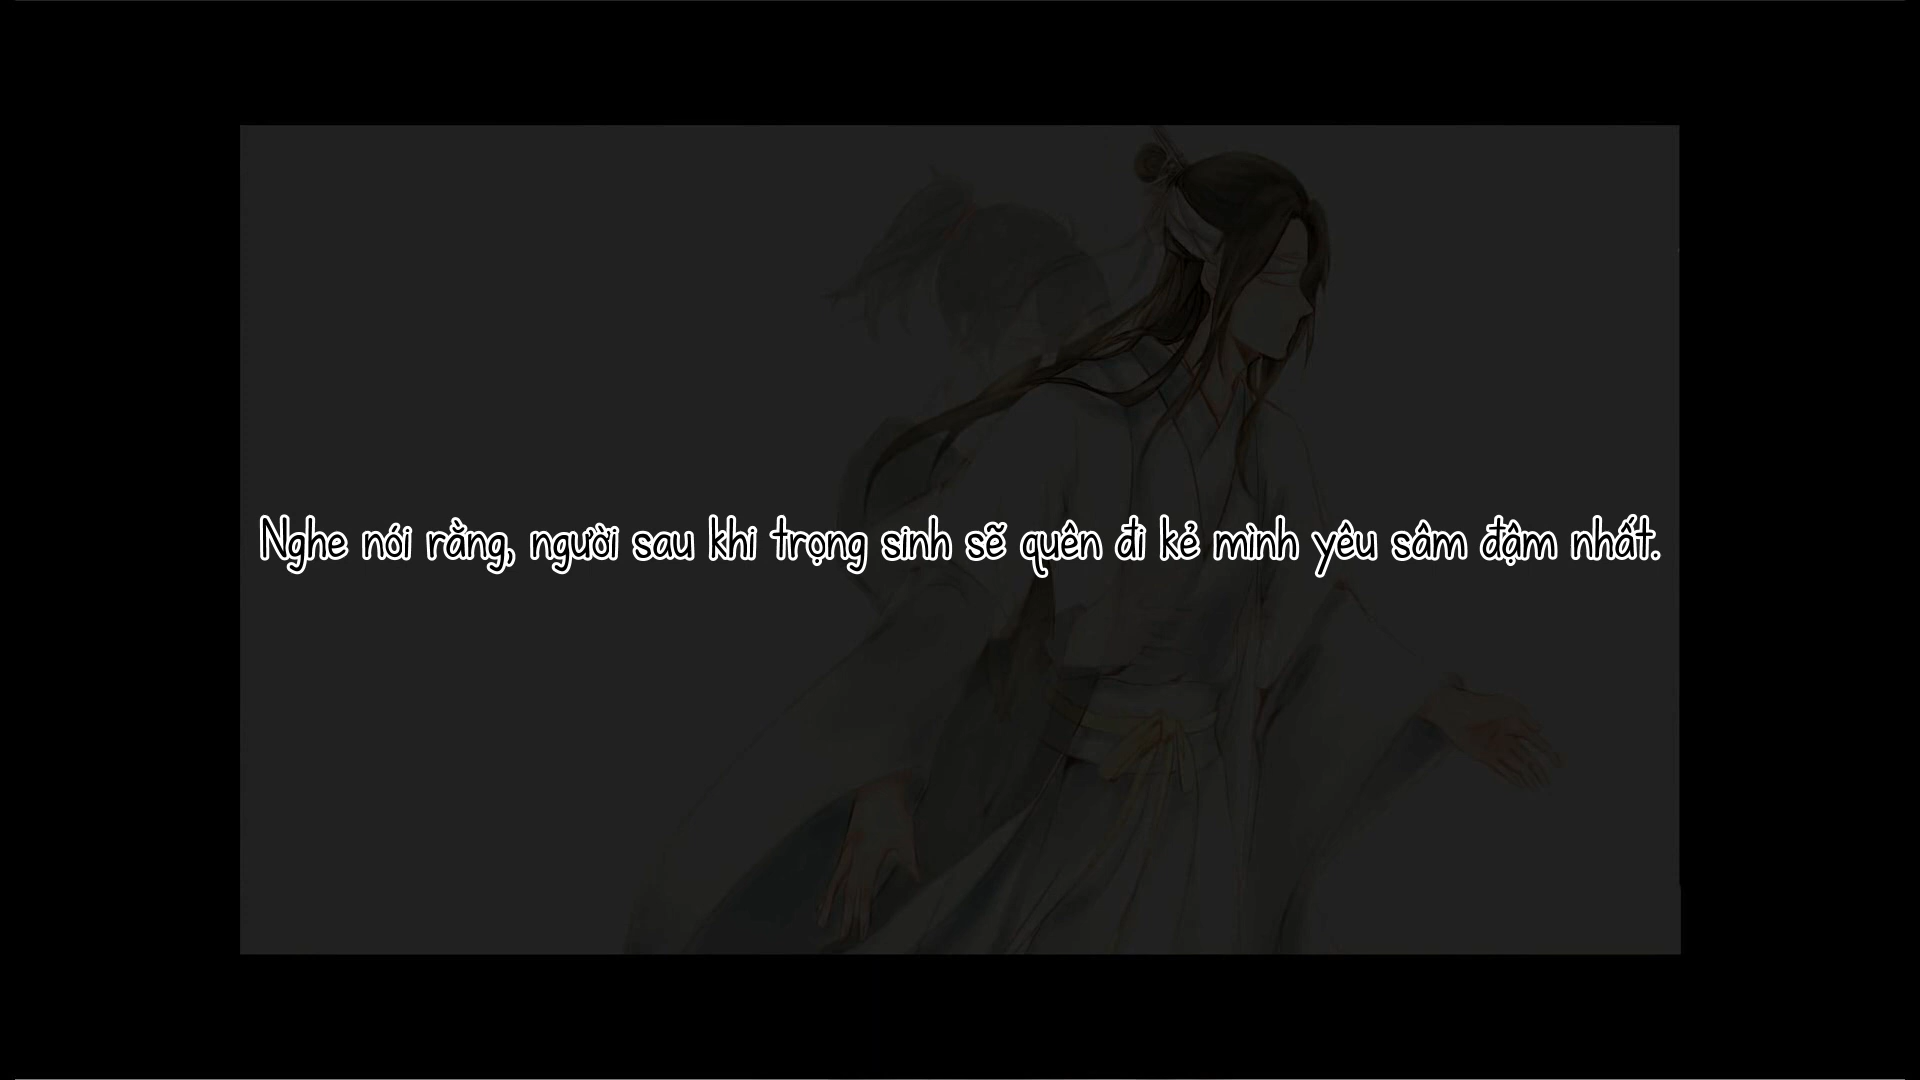 Nghe nói rằng, người sau khi trọng sinh sẽ quên đi kẻ mình yêu sâm đậm nhất.